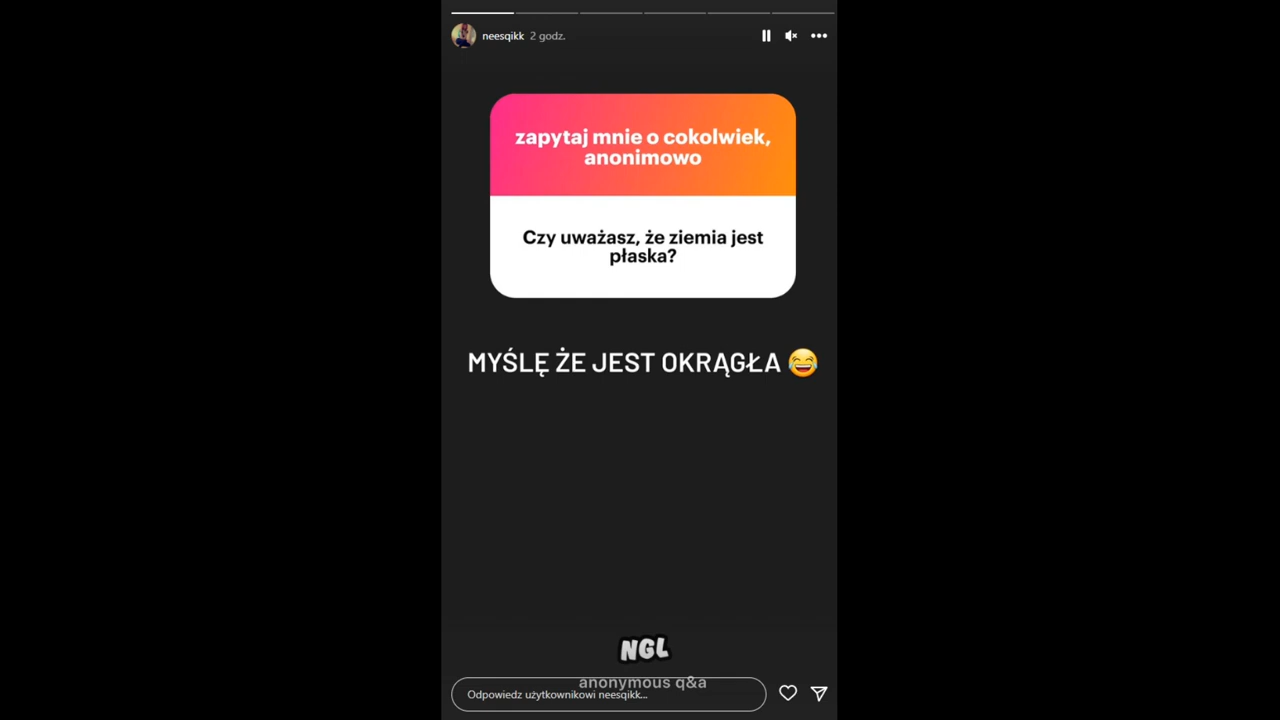 neesqikk 2 godz.
zapytaj mnie o cokolwiek,
anonimowo
Czy uważasz, że ziemia jest
płaska?
MYŚLĘ ŻE JEST OKRĄGŁA 😂
NGL
anonymous q&a
Odpowiedz użytkownikowi neesqikk...